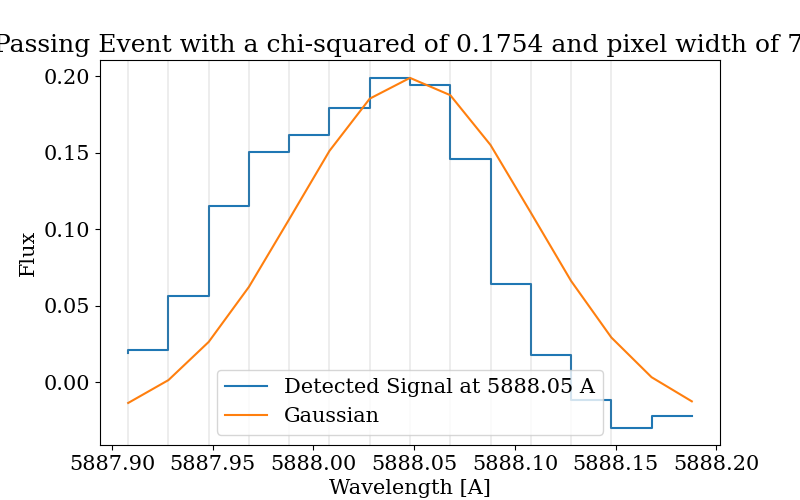 Passing Event with a chi-squared of 0.1754 and pixel width of 7
0.20
0.15
0.10
0.05
0.00
Flux
Detected Signal at 5888.05 A
Gaussian
5887.90 5887.95 5888.00 5888.05 5888.10 5888.15 5888.20
Wavelength [A]